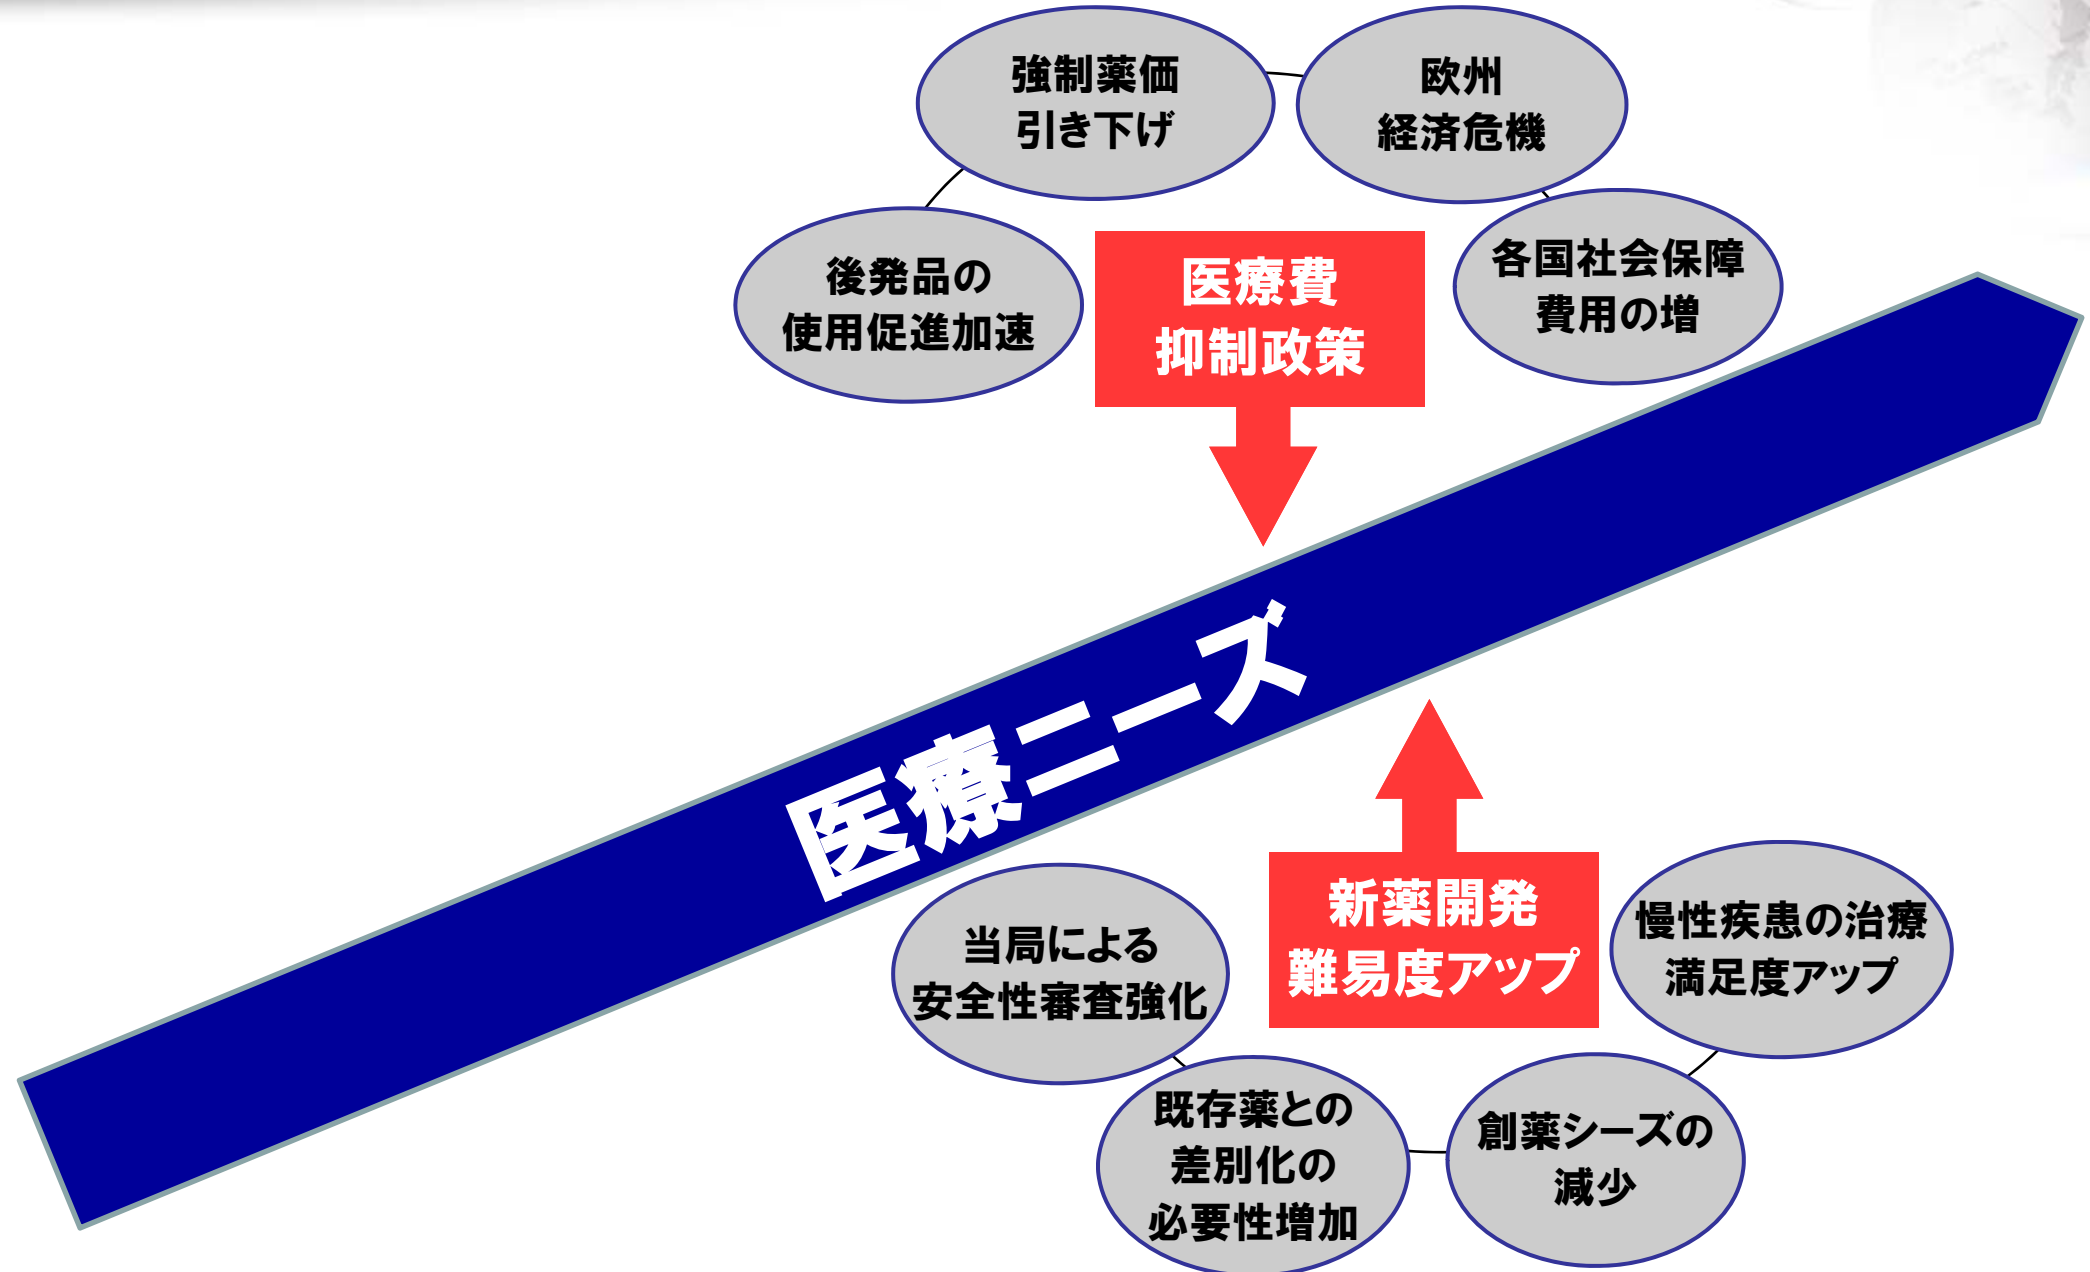 強制薬価
引き下げ
欧州
経済危機
後発品の
使用促進加速
医療費
抑制政策
各国社会保障
費用の増
医療ニーズ
当局による
安全性審査強化
新薬開発
難易度アップ
慢性疾患の治療
満足度アップ
既存薬との
差別化の
必要性増加
創薬シーズの
減少